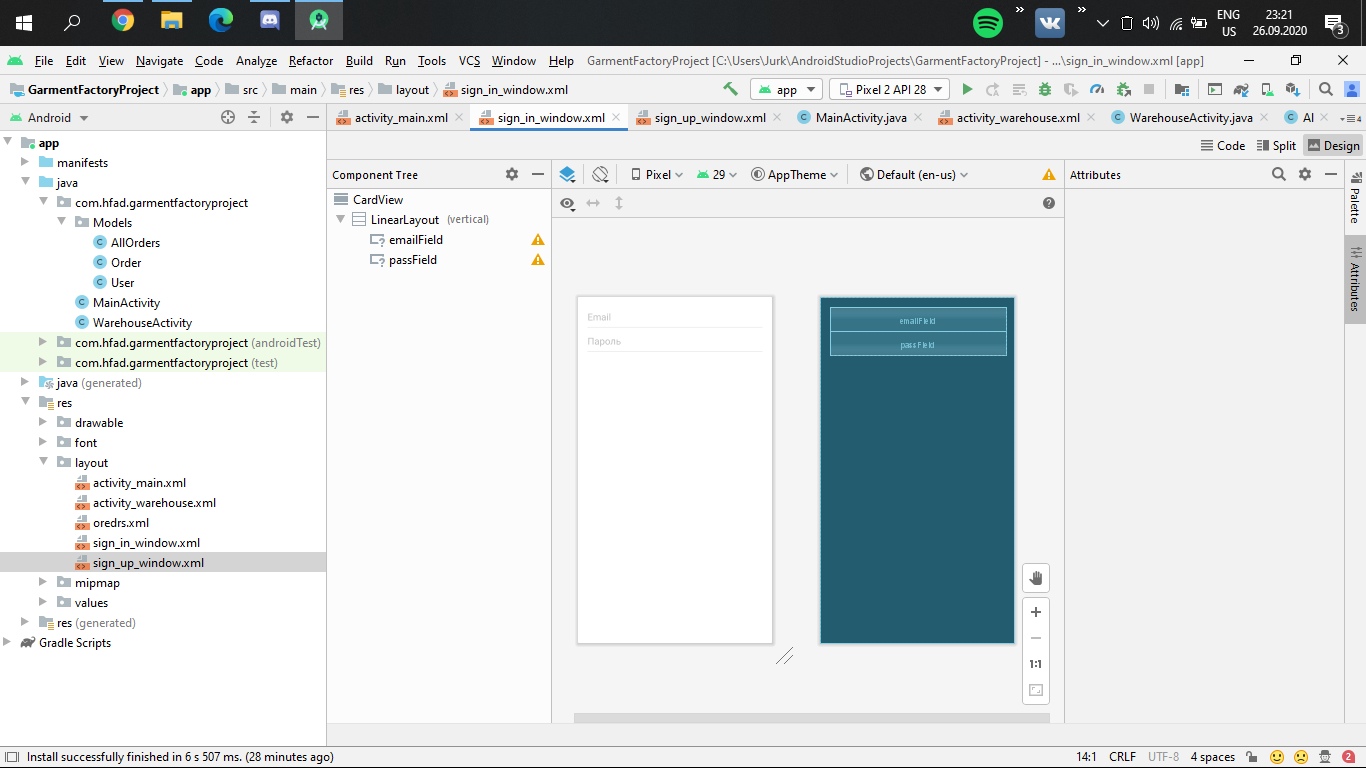 ENG
US
23:21
26.09.2020
3
File Edit View Navigate Code Analyze Refactor Build Run Tools VCS Window Help GarmentFactoryProject [C:\Users\Jurk\AndroidStudioProjects\GarmentFactoryProject] - ...\sign_in_window.xml [app]
GarmentFactoryProject app src main res layout sign_in_window.xml app Pixel 2 API 28
Android activity_main.xml sign_in_window.xml sign_up_window.xml MainActivity.java activity_warehouse.xml WarehouseActivity.java Al 4
Code Split Design
app
manifests
java
com.hfad.garmentfactoryproject
Models
AllOrders
Order
User
MainActivity
WarehouseActivity
com.hfad.garmentfactoryproject (androidTest)
com.hfad.garmentfactoryproject (test)
java (generated)
res
drawable
font
layout
activity_main.xml
activity_warehouse.xml
oredrs.xml
sign_in_window.xml
sign_up_window.xml
mipmap
values
res (generated)
Gradle Scripts
Component Tree
CardView
LinearLayout (vertical)
emailField
passField
Pixel 29 AppTheme Default (en-us)
Email
Пароль
emailField
passField
1:1
Attributes
Palette
Attributes
Install successfully finished in 6 s 507 ms. (28 minutes ago) 14:1 CRLF UTF-8 4 spaces 2